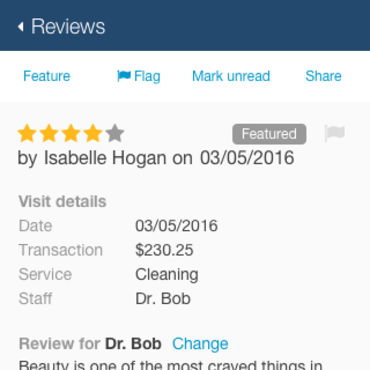 Reviews
Feature Flag Mark unread Share
Featured
by Isabelle Hogan on 03/05/2016
Visit details
Date 03/05/2016
Transaction $230.25
Service Cleaning
Staff Dr. Bob
Review for Dr. Bob Change
Beauty is one of the most craved things in